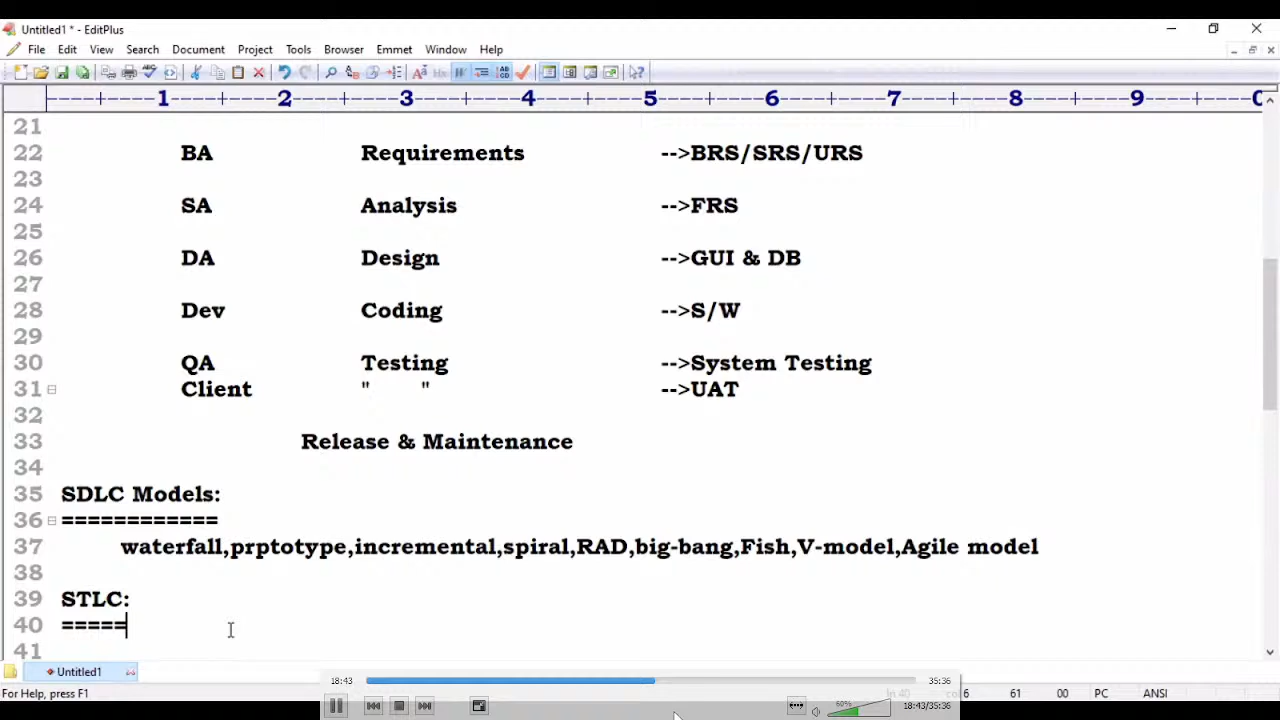 Untitled1 * - EditPlus
File Edit View Search Document Project Tools Browser Emmet Window Help
----+----1----+----2----+----3----+----4----+----5----+----6----+----7----+----8----+----9----+----0
21
22 BA Requirements -->BRS/SRS/URS
23
24 SA Analysis -->FRS
25
26 DA Design -->GUI & DB
27
28 Dev Coding -->S/W
29
30 QA Testing -->System Testing
31 Client " " -->UAT
32
33 Release & Maintenance
34
35 SDLC Models:
36 ============
37 waterfall,prptotype,incremental,spiral,RAD,big-bang,Fish,V-model,Agile model
38
39 STLC:
40 =====
41
Untitled1
18:43 35:36
For Help, press F1 61 00 PC ANSI
60% 18:43/35:36